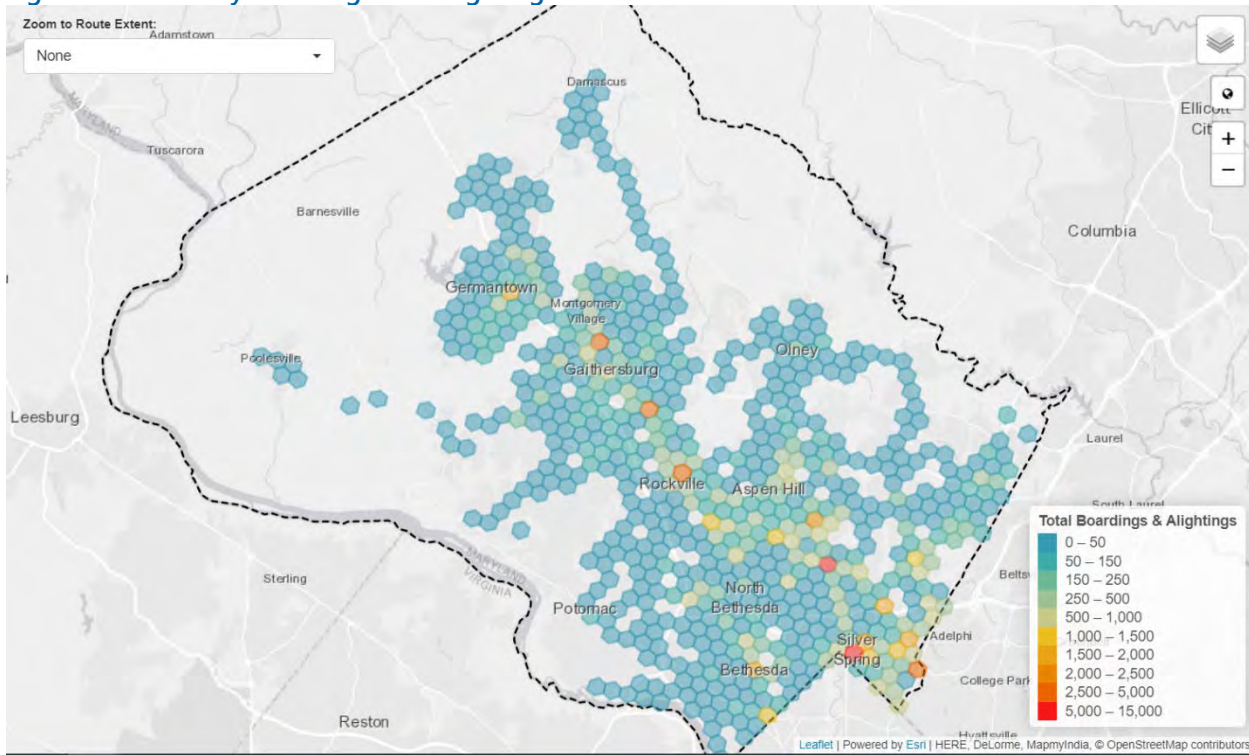 Zoom to Route Extent:
None
Adamstown
Damascus
Ellicott
City
MARYLAND
Tuscarora
Barnesville
Columbia
Germantown
Montgomery
Village
Poolesville
Olney
Gaithersburg
Leesburg
Laurel
Rockville
Aspen Hill
South Laurel
Total Boardings & Alightings
0 – 50
50 – 150
150 – 250
250 – 500
500 – 1,000
1,000 – 1,500
1,500 – 2,000
2,000 – 2,500
2,500 – 5,000
5,000 – 15,000
MARYLAND
VIRGINIA
Sterling
North
Bethesda
Potomac
Silver
Spring
Adelphi
Bethesda
College Park
Reston
Hyattsville
Leaflet | Powered by Esri | HERE, DeLorme, MapmyIndia, © OpenStreetMap contributors